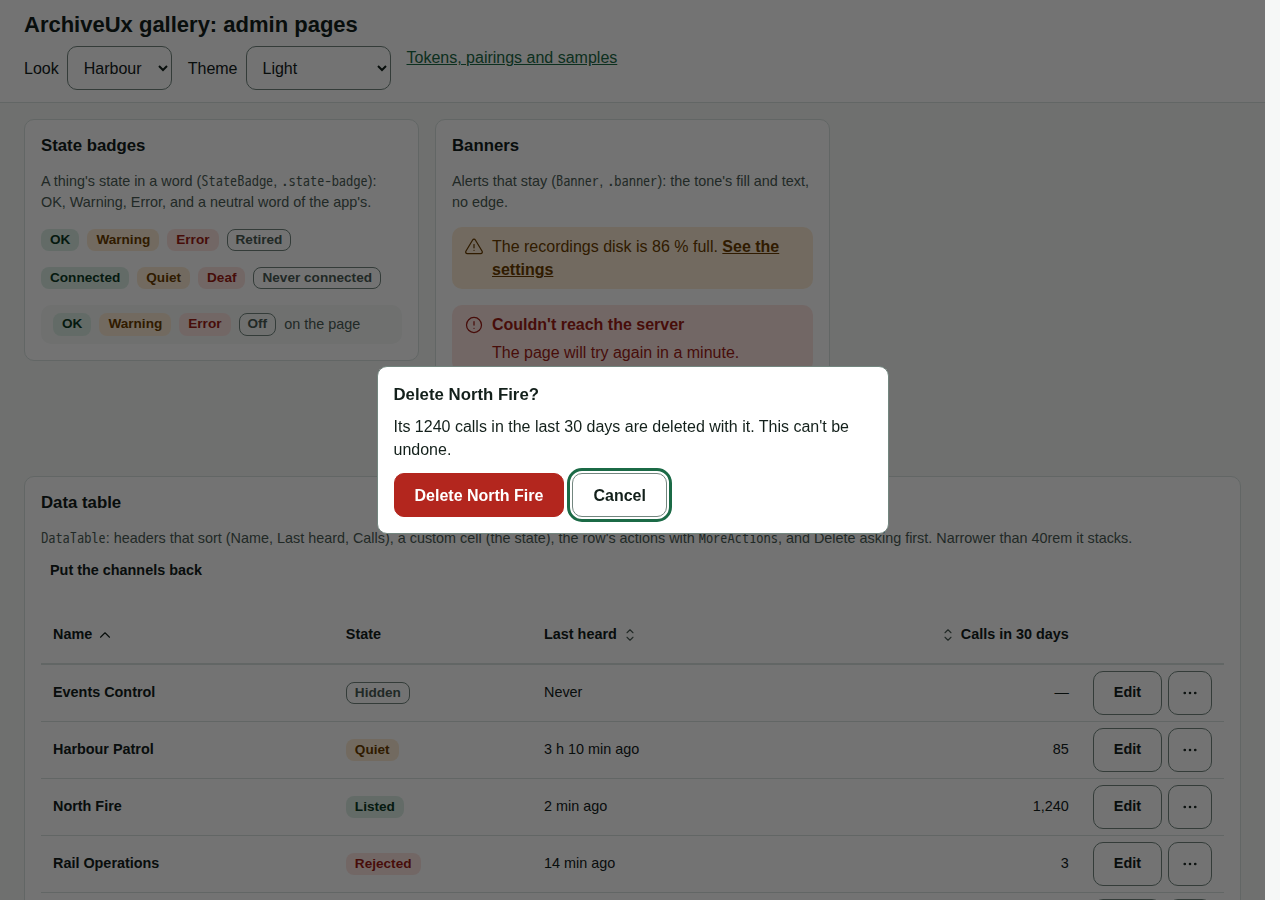 ArchiveUx gallery: admin pages
Look Harbour Theme Light Tokens, pairings and samples
State badges
A thing's state in a word (StateBadge, .state-badge):
OK, Warning, Error, and a neutral word of the app's.
OK Warning Error Retired
Connected Quiet Deaf Never connected
OK Warning Error Off on the page
Banners
Alerts that stay (Banner, .banner): the tone's fill and text,
no edge.
The recordings disk is 86 % full. See the
settings
Couldn't reach the server
The page will try again in a minute.
Delete North Fire?
Its 1240 calls in the last 30 days are deleted with it. This can't be
undone.
Delete North Fire Cancel
Data table
DataTable: headers that sort (Name, Last heard, Calls), a custom cell (the state), the row's actions with MoreActions, and Delete asking first. Narrower than 40rem it stacks.
Put the channels back
Name State Last heard Calls in 30 days
Events Control Hidden Never — Edit ...
Harbour Patrol Quiet 3 h 10 min ago 85 Edit ...
North Fire Listed 2 min ago 1,240 Edit ...
Rail Operations Rejected 14 min ago 3 Edit ...